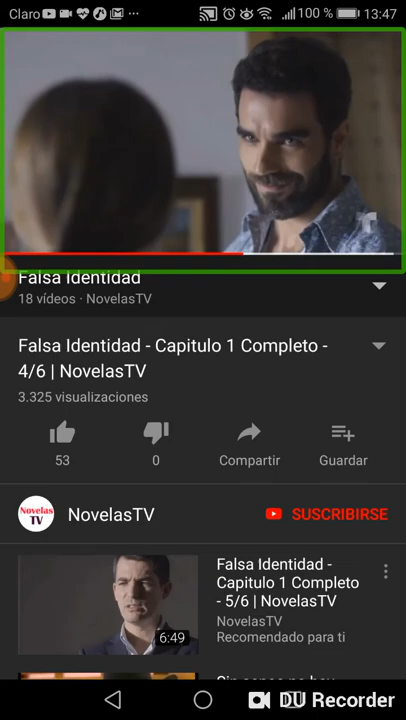 Claro
100 %
13:47
Falsa Identidad
18 vídeos · NovelasTV
Falsa Identidad - Capitulo 1 Completo -
4/6 | NovelasTV
3.325 visualizaciones
53
0
Compartir
Guardar
Novelas
TV
NovelasTV
SUSCRIBIRSE
6:49
Falsa Identidad -
Capitulo 1 Completo
- 5/6 | NovelasTV
NovelasTV
Recomendado para ti
DU Recorder